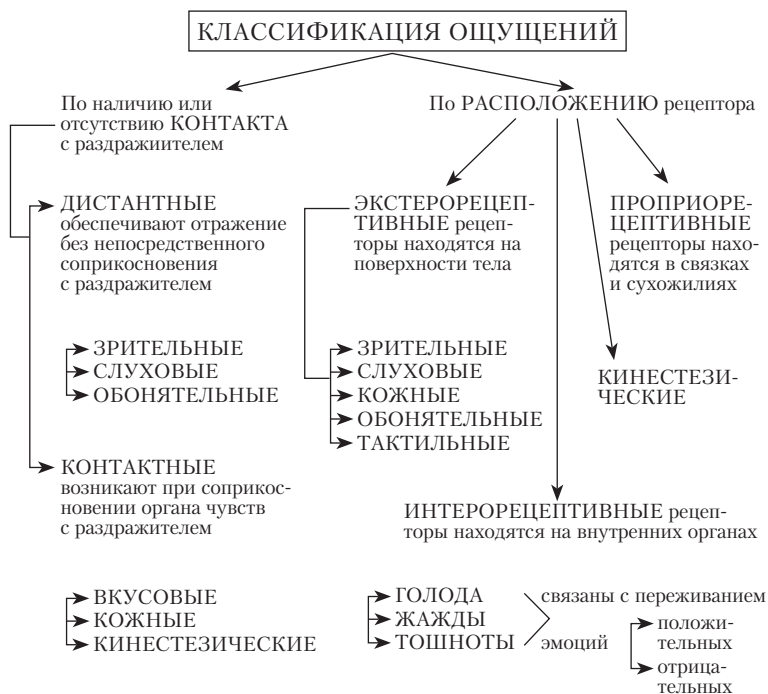 КЛАССИФИКАЦИЯ ОЩУЩЕНИЙ
По наличию или
отсутствию КОНТАКТА
с раздражиителем
ДИСТАНТНЫЕ
обеспечивают отражение
без непосредственного
соприкосновения
с раздражителем
ЗРИТЕЛЬНЫЕ
СЛУХОВЫЕ
ОБОНЯТЕЛЬНЫЕ
КОНТАКТНЫЕ
возникают при соприкос-
новении органа чувств
с раздражителем
ВКУСОВЫЕ
КОЖНЫЕ
КИНЕСТЕЗИЧЕСКИЕ
По РАСПОЛОЖЕНИЮ рецептора
ЭКСТЕРОРЕЦЕП-
ТИВНЫЕ рецеп-
торы находятся на
поверхности тела
ЗРИТЕЛЬНЫЕ
СЛУХОВЫЕ
КОЖНЫЕ
ОБОНЯТЕЛЬНЫЕ
ТАКТИЛЬНЫЕ
ПРОПРИОРЕ-
ЦЕПТИВНЫЕ
рецепторы нахо-
дятся в связках
и сухожилиях
КИНЕСТЕЗИ-
ЧЕСКИЕ
ИНТЕРОРЕЦЕПТИВНЫЕ рецеп-
торы находятся на внутренних органах
ГОЛОДА
ЖАЖДЫ
ТОШНОТЫ
связаны с переживанием
эмоций
положи-
тельных
отрица-
тельных